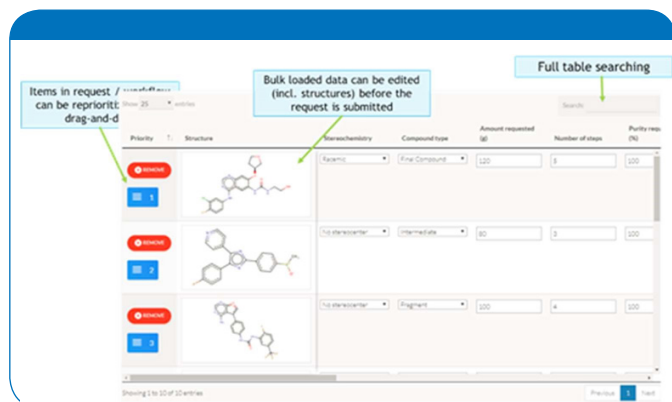 Items in request / workflow
can be reprioritiz
drag-and-d
Bulk loaded data can be edited
(incl. structures) before the
request is submitted
Full table searching
Show 25 entries
Search:
Priority Structure Stereochemistry Compound type Amount requested (g) Number of steps Purity requ (%)
REMOVE
1
Racemic Final Compound 120 5 100
REMOVE
2
No stereocenter Intermediate 80 3 100
REMOVE
3
No stereocenter Fragment 100 4 100
Showing 1 to 10 of 10 entries
Previous 1 Next